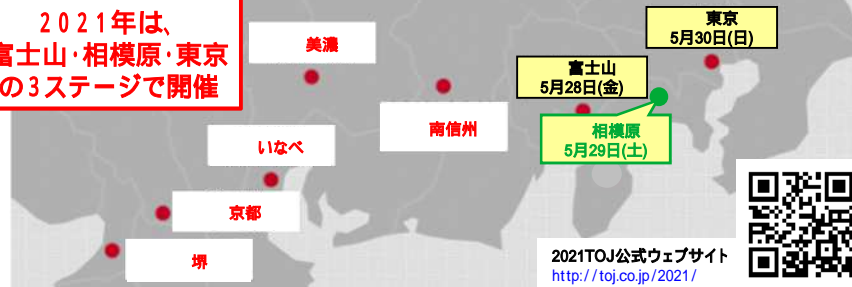 2021年は、
富士山・相模原・東京
の3ステージで開催
東京
5月30日(日)
美濃
富士山
5月28日(金)
南信州
相模原
5月29日(土)
いなべ
京都
堺
2021TOJ公式ウェブサイト
http://toj.co.jp/2021/